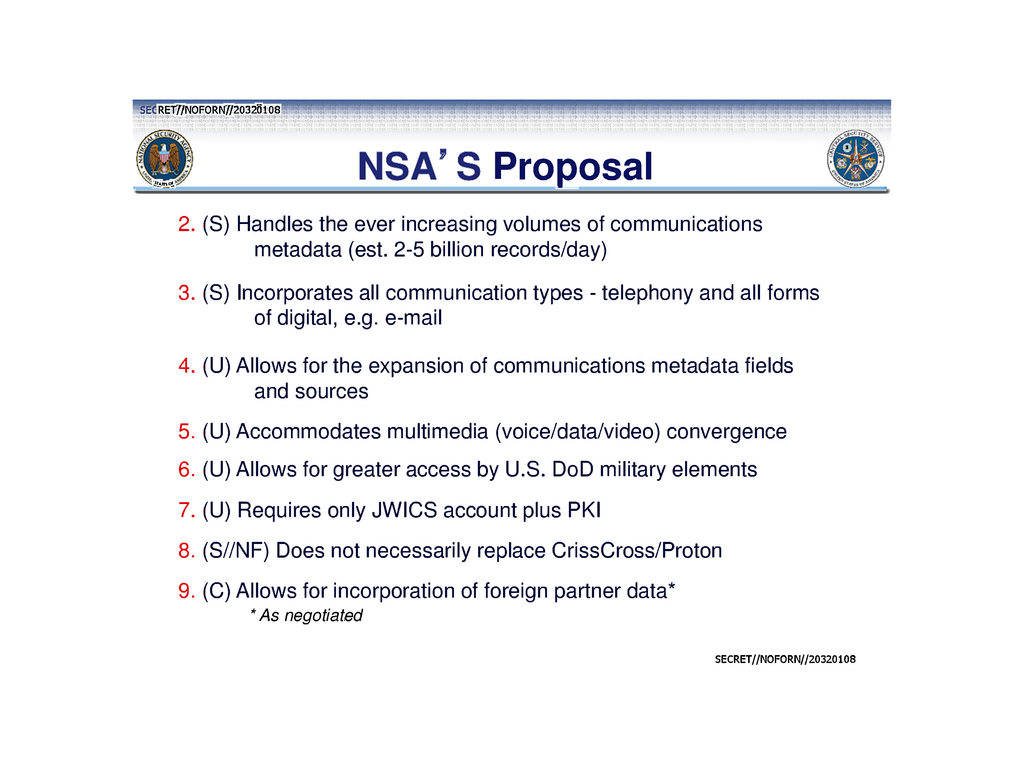 SECRET//NOFORN//20320108
NSA’S Proposal
2. (S) Handles the ever increasing volumes of communications
metadata (est. 2-5 billion records/day)
3. (S) Incorporates all communication types - telephony and all forms
of digital, e.g. e-mail
4. (U) Allows for the expansion of communications metadata fields
and sources
5. (U) Accommodates multimedia (voice/data/video) convergence
6. (U) Allows for greater access by U.S. DoD military elements
7. (U) Requires only JWICS account plus PKI
8. (S//NF) Does not necessarily replace CrissCross/Proton
9. (C) Allows for incorporation of foreign partner data*
* As negotiated
SECRET//NOFORN//20320108